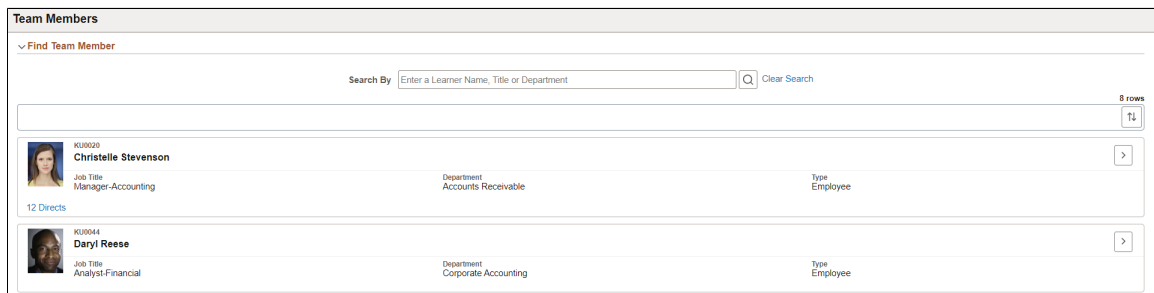 Team Members
Find Team Member
Search By Enter a Learner Name, Title or Department Clear Search
8 rows
KU0020
Christelle Stevenson
Job Title Department Type
Manager-Accounting Accounts Receivable Employee
12 Directs
KU0044
Daryl Reese
Job Title Department Type
Analyst-Financial Corporate Accounting Employee